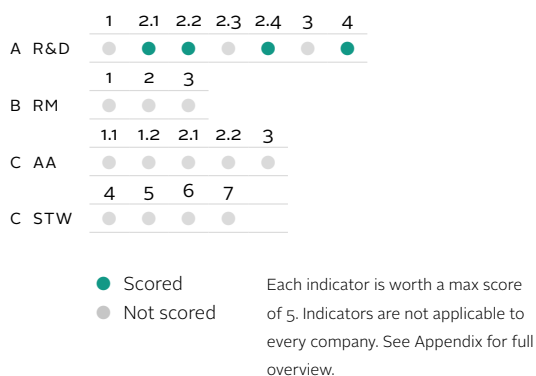 1 2.1 2.2 2.3 2.4 3 4
A R&D
1 2 3
B RM
1.1 1.2 2.1 2.2 3
C AA
4 5 6 7
C STW
Scored
Not scored
Each indicator is worth a max score
of 5. Indicators are not applicable to
every company. See Appendix for full
overview.